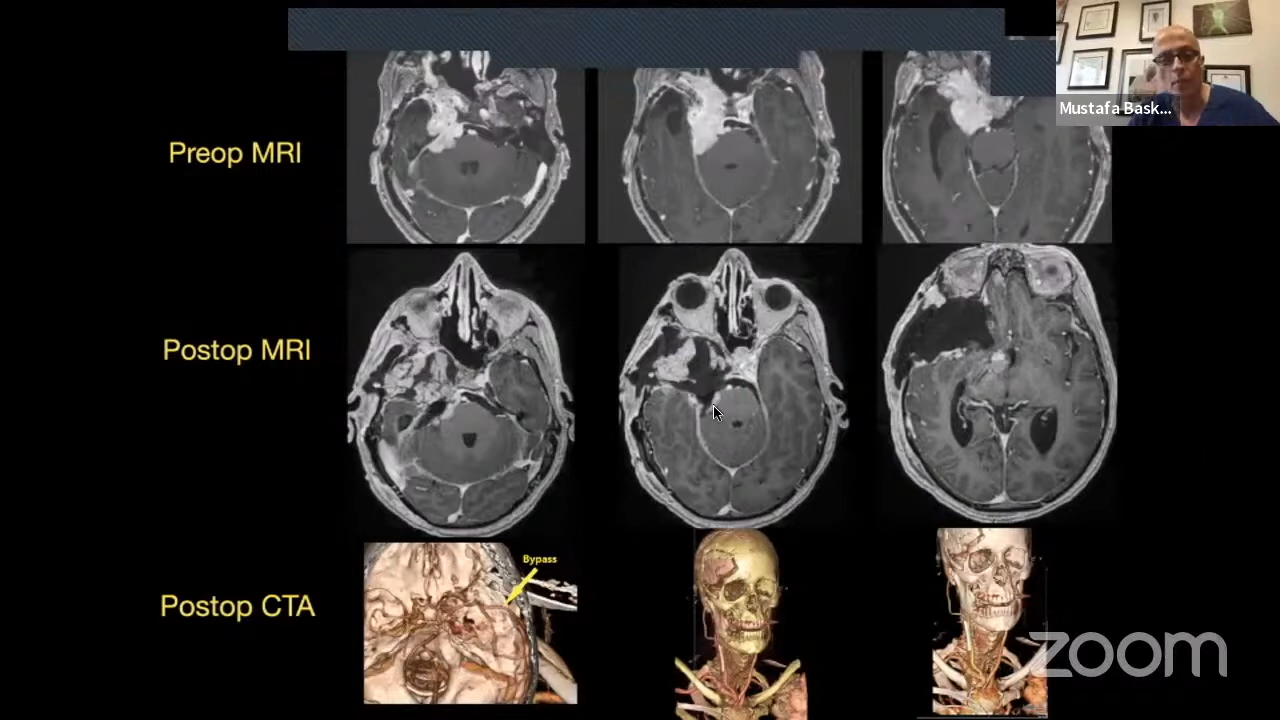 Mustafa Bask...
Preop MRI
Postop MRI
Bypass
Postop CTA
zoom